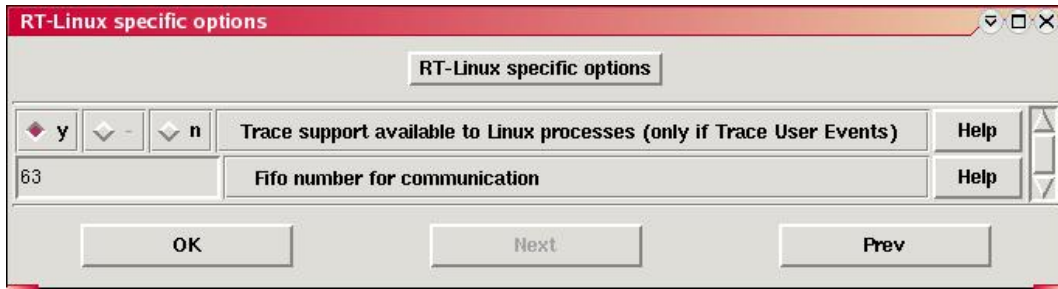 RT-Linux specific options
RT-Linux specific options
y - n Trace support available to Linux processes (only if Trace User Events) Help
63 Fifo number for communication Help
OK Next Prev